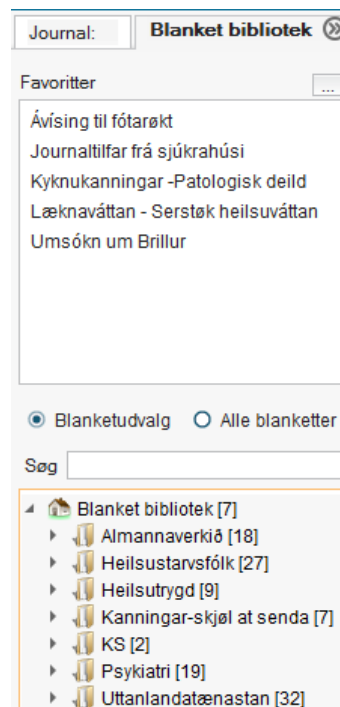 Journal:
Blanket bibliotek
Favoritter
...
Ávísing til fótarøkt
Journaltilfar frá sjúkrahúsi
Kyknukanningar -Patologisk deild
Læknaváttan - Serstøk heilsuváttan
Umsókn um Brillur
Blanketudvalg
Alle blanketter
Søg
Blanket bibliotek [7]
Almannaverkið [18]
Heilsustarvsfólk [27]
Heilsutrygd [9]
Kanningar-skjøl at senda [7]
KS [2]
Psykiatri [19]
Uttanlandatænastan [32]